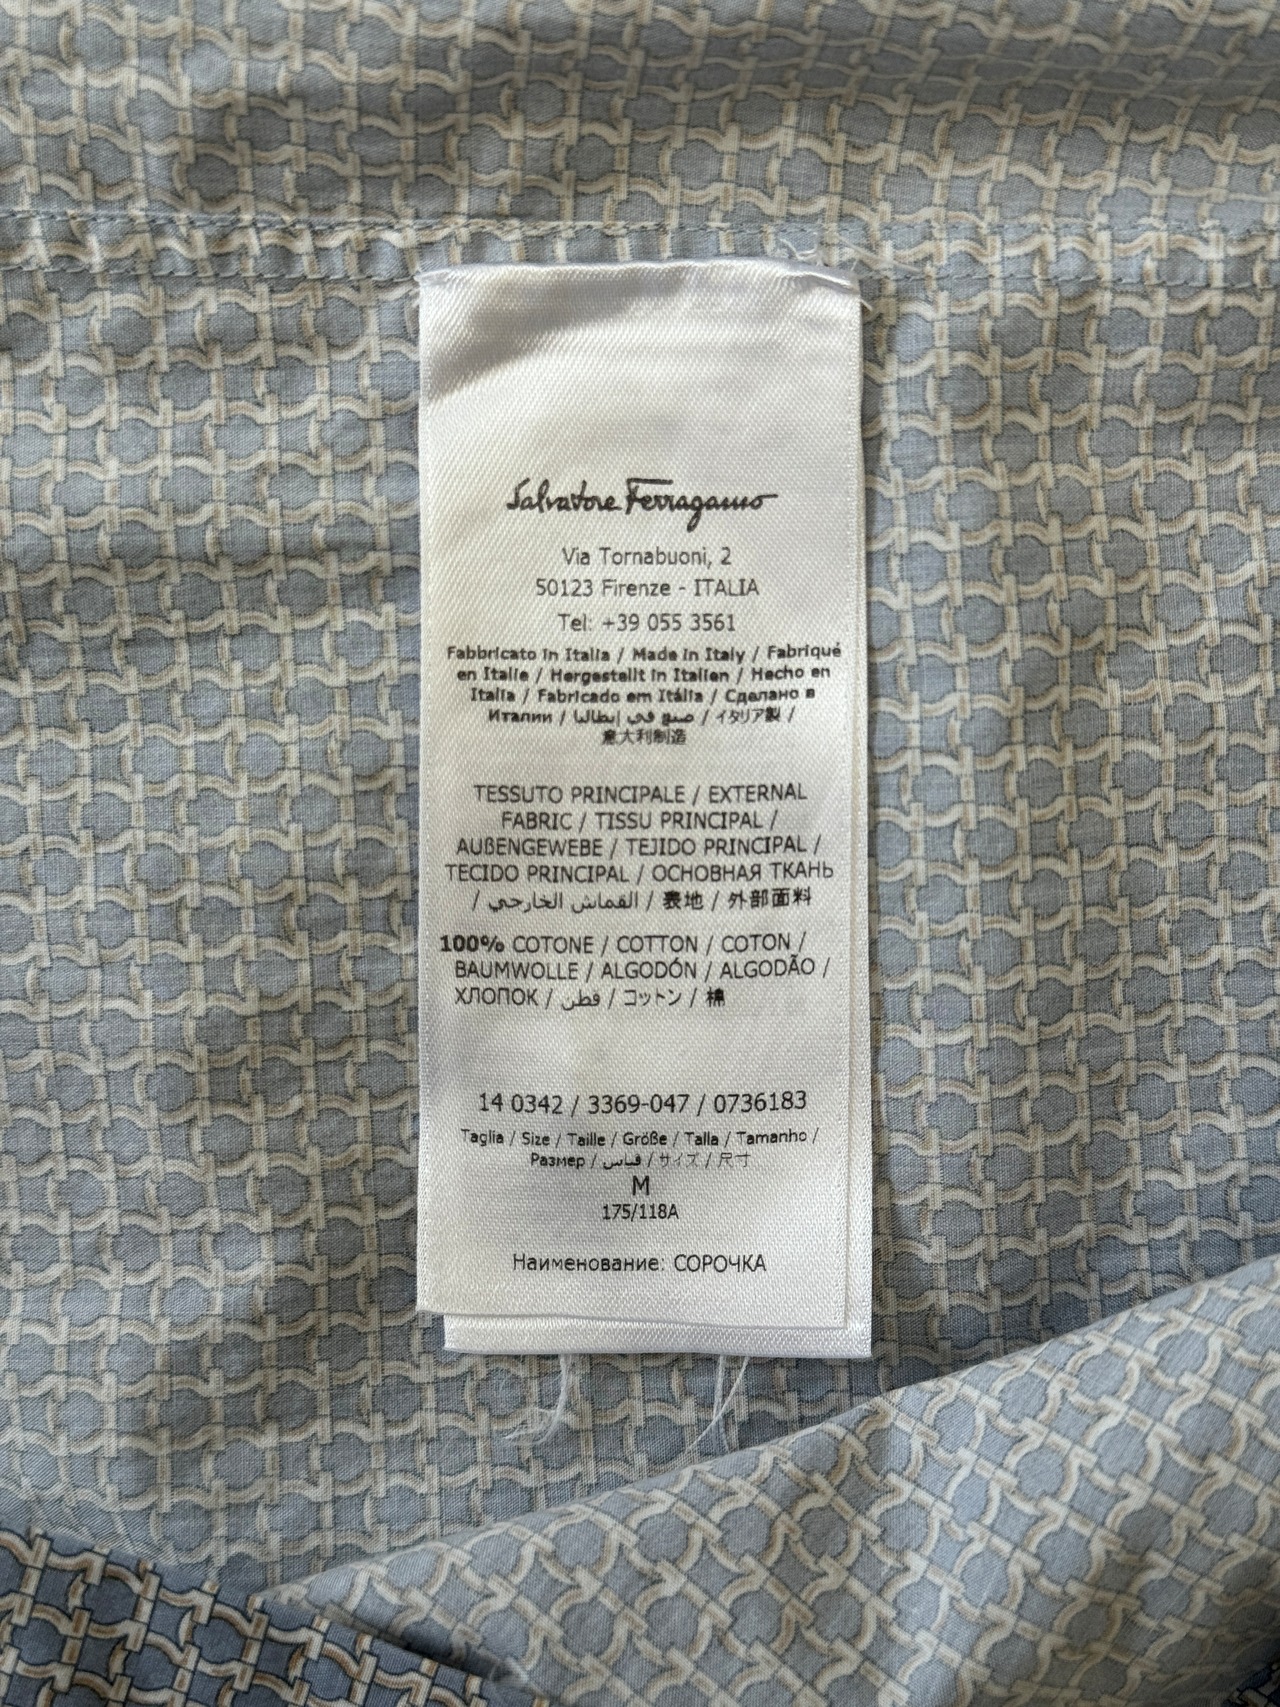 Salvatore Ferragamo
Via Tornabuoni, 2
50123 Firenze - ITALIA
Tel: +39 055 3561
Fabbricato in Italia / Made in Italy / Fabriqué
en Italie / Hergestellt in Italien / Hecho en
Italia / Fabricado em Itália / Сделано в
Италии / صنع في إيطاليا / イタリア製 /
意大利制造
TESSUTO PRINCIPALE / EXTERNAL
FABRIC / TISSU PRINCIPAL /
AUßENGEWEBE / TEJIDO PRINCIPAL /
TECIDO PRINCIPAL / ОСНОВНАЯ ТКАНЬ
/ القماش الخارجي / 表地 / 外部面料
100% COTONE / COTTON / COTON /
BAUMWOLLE / ALGODÓN / ALGODÃO /
ХЛОПОК / قطن / コットン / 棉
14 0342 / 3369-047 / 0736183
Taglia / Size / Taille / Größe / Talla / Tamanho /
Размер / قياس / サイズ / 尺寸
M
175/118A
Наименование: СОРОЧКА